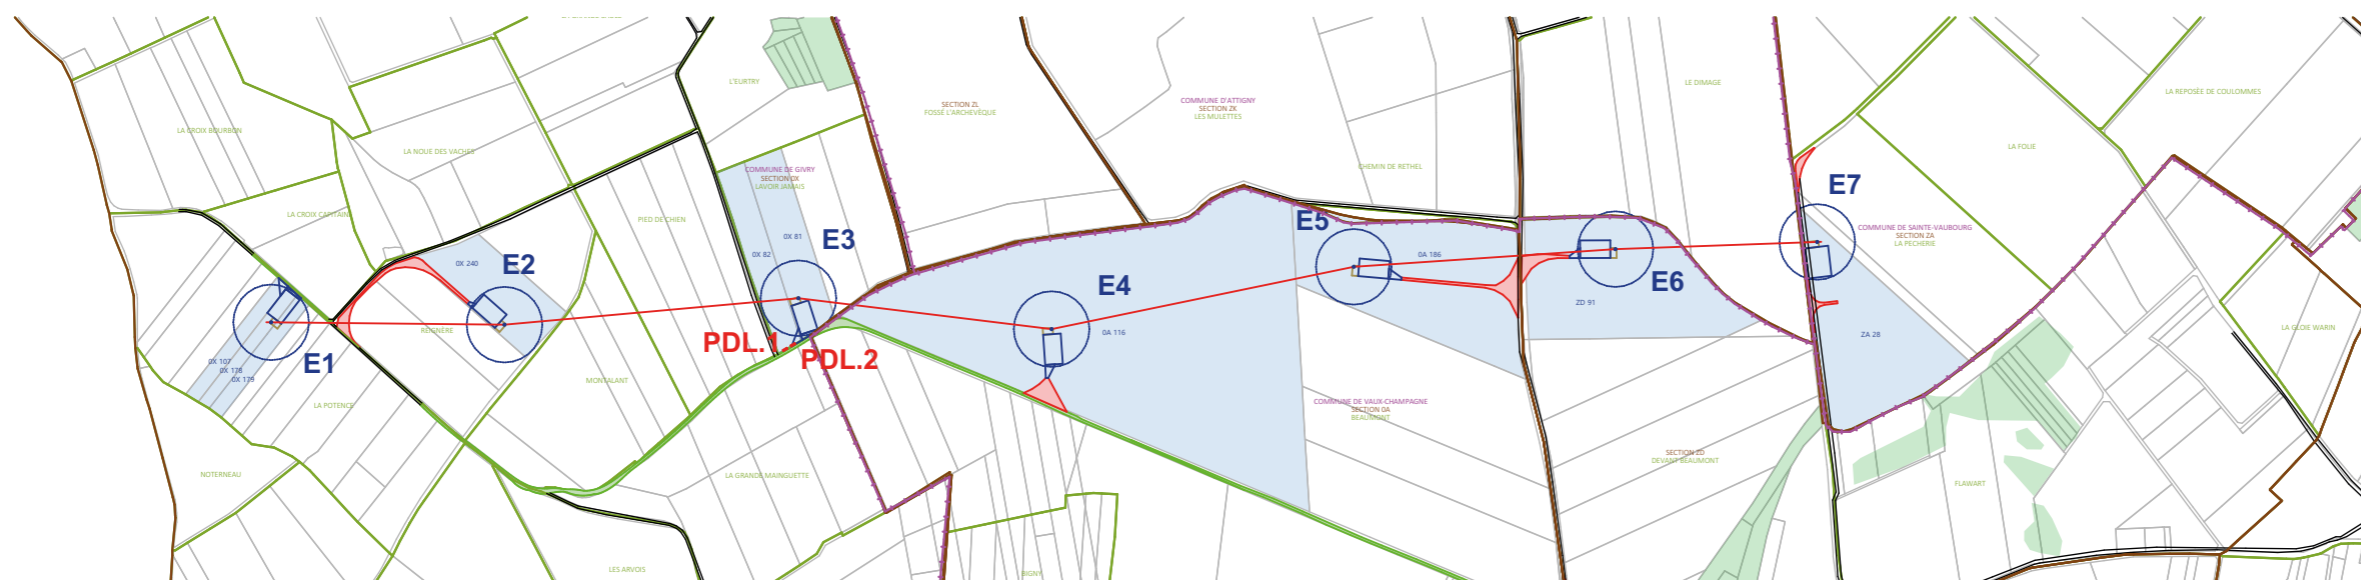 L'EURTRY
LA CROIX BOURBON
LA NOUE DES VACHES
SECTION ZL
FOSSÉ L'ARCHEVÊQUE
COMMUNE D'ATTIGNY
SECTION ZK
LES MULETTES
LE DIMAGE
LA REPOSÉE DE COULOMMES
LA FOLIE
CHEMIN DE RETHEL
COMMUNE DE GIVRY
SECTION 0X
LAVOIR JAMAIS
LA CROIX CAPITAINE
PIED DE CHIEN
0X 81
0X 82
E3
E5
E7
COMMUNE DE SAINTE-VAUBOURG
SECTION ZA
LA PECHERIE
0X 240
E2
0A 186
E6
E4
ZD 91
0A 116
RÉIGNÈRE
PDL.1
PDL.2
E1
0X 107
0X 178
0X 179
ZA 28
LA GLOIE WARIN
MONTALANT
LA POTENCE
COMMUNE DE VAUX-CHAMPAGNE
SECTION 0A
BEAUMONT
SECTION ZD
DEVANT BEAUMONT
NOTERNEAU
LA GRANDE MAINGUETTE
FLAWART
LES ARVOIS